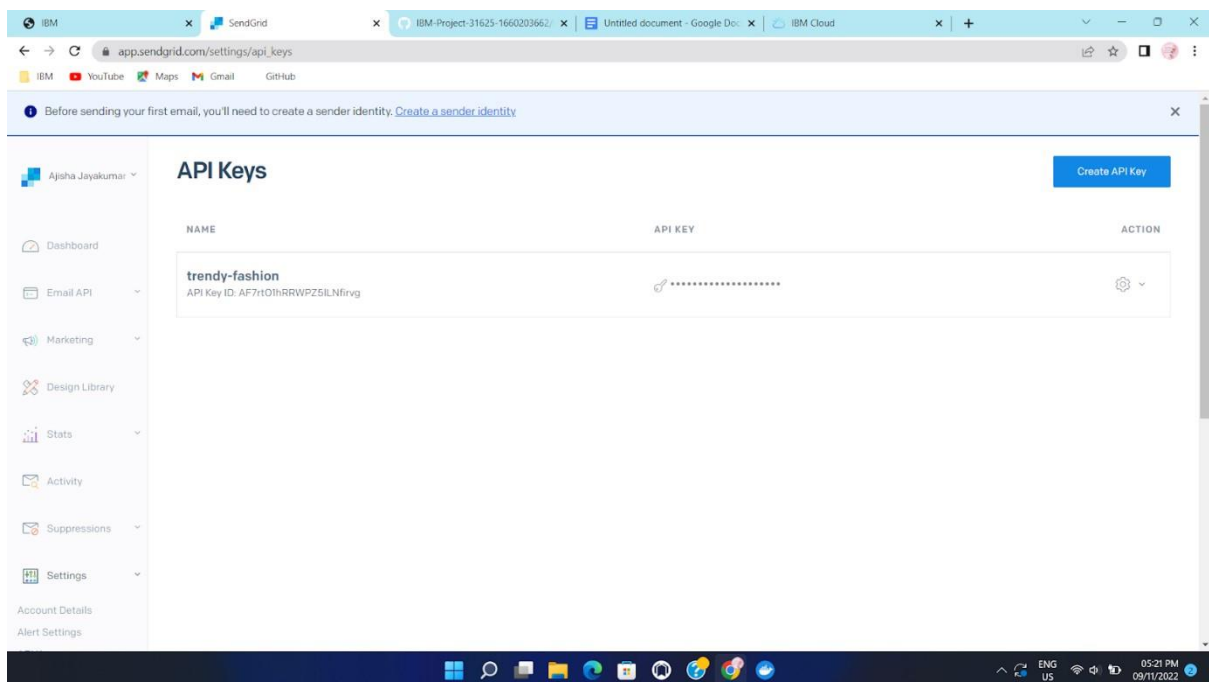 IBM
SendGrid
IBM-Project-31625-1660203662/
Untitled document - Google Doc
IBM Cloud
app.sendgrid.com/settings/api_keys
IBM
YouTube
Maps
Gmail
GitHub
Before sending your first email, you'll need to create a sender identity. Create a sender identity
Ajisha Jayakumar
API Keys
Create API Key
NAME
API KEY
ACTION
Dashboard
trendy-fashion
API Key ID: AF7rtO1hRRWPZ5ILNfirvg
••••••••••••••••••••
Email API
Marketing
Design Library
Stats
Activity
Suppressions
Settings
Account Details
Alert Settings
ENG
US
05:21 PM
09/11/2022
2